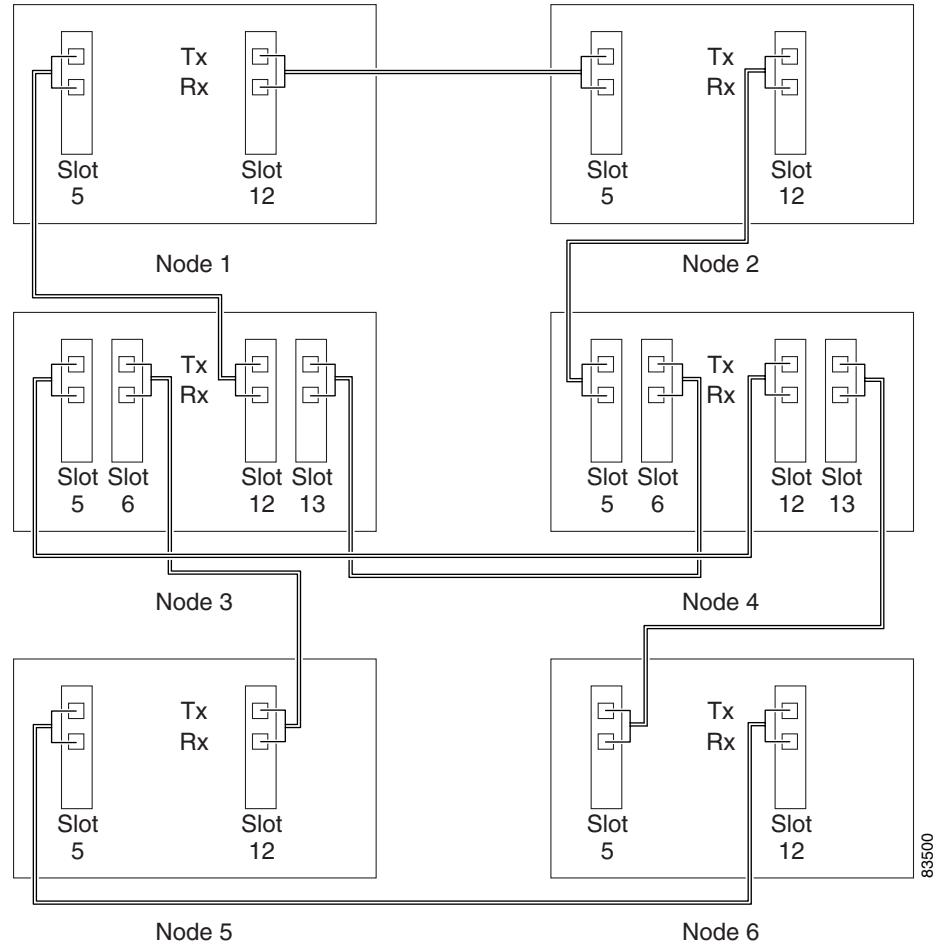 Tx
Rx
Slot
5
Slot
12
Node 1
Tx
Rx
Slot
5
Slot
12
Node 2
Tx
Rx
Slot
5
Slot
6
Slot
12
Slot
13
Node 3
Tx
Rx
Slot
5
Slot
6
Slot
12
Slot
13
Node 4
Tx
Rx
Slot
5
Slot
12
Node 5
Tx
Rx
Slot
5
Slot
12
Node 6
83500